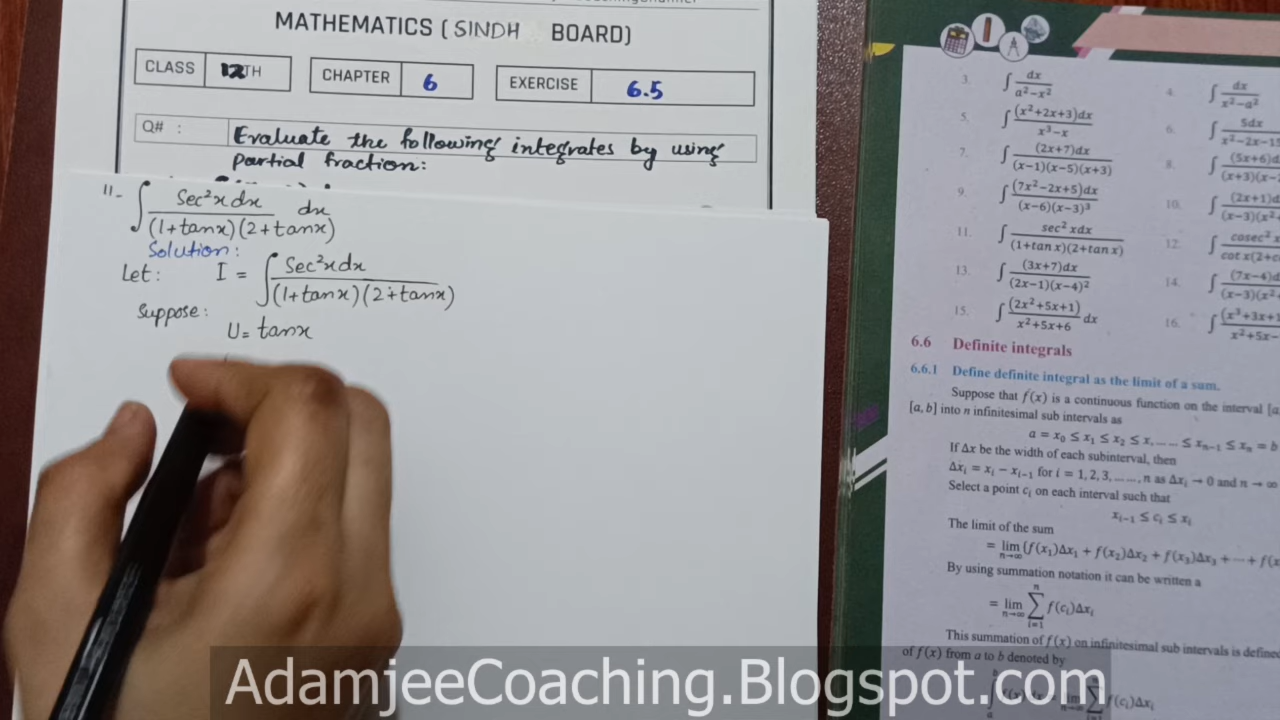 MATHEMATICS ( SINDH BOARD)
CLASS 12TH CHAPTER 6 EXERCISE 6.5
Q# : Evaluate the following integrates by using
partial fraction:
11- ∫ Sec²x dx / (1+tanx)(2+tanx) dx
Solution:
Let: I = ∫ Sec²x dx / (1+tanx)(2+tanx)
Suppose:
U= tanx
3. ∫ dx / a²−x² 4. ∫ dx / x²−a²
5. ∫ (x²+2x+3)dx / x³−x 6. ∫ 5dx / x²−2x−15
7. ∫ (2x+7)dx / (x−1)(x−5)(x+3) 8. ∫ (5x+6)d / (x+3)(x−
9. ∫ (7x²−2x+5)dx / (x−6)(x−3)³ 10. ∫ (2x+1)d / (x−3)(x²
11. ∫ sec² xdx / (1+tan x)(2+tan x) 12. ∫ cosec² x / cot x(2+c
13. ∫ (3x+7)dx / (2x−1)(x−4)² 14. ∫ (7x−4)d / (x−3)(x²
15. ∫ (2x²+5x+1) / x²+5x+6 dx 16. ∫ (x³+3x+ / x²+5x−
6.6 Definite integrals
6.6.1 Define definite integral as the limit of a sum.
Suppose that f(x) is a continuous function on the interval [a
[a, b] into n infinitesimal sub intervals as
a = x₀ ≤ x₁ ≤ x₂ ≤ x, ... ... ≤ xₙ₋₁ ≤ xₙ = b
If Δx be the width of each subinterval, then
Δxᵢ = xᵢ − xᵢ₋₁ for i = 1, 2, 3, ... ..., n as Δxᵢ → 0 and n → ∞
Select a point cᵢ on each interval such that
xᵢ₋₁ ≤ cᵢ ≤ xᵢ
The limit of the sum
= lim n→∞ (f(x₁)Δx₁ + f(x₂)Δx₂ + f(x₃)Δx₃ + ⋯ + f(x
By using summation notation it can be written a
= lim n→∞ ∑ i=1 n f(cᵢ)Δxᵢ
This summation of f(x) on infinitesimal sub intervals is define
of f(x) from a to b denoted by
AdamjeeCoaching.Blogspot.com